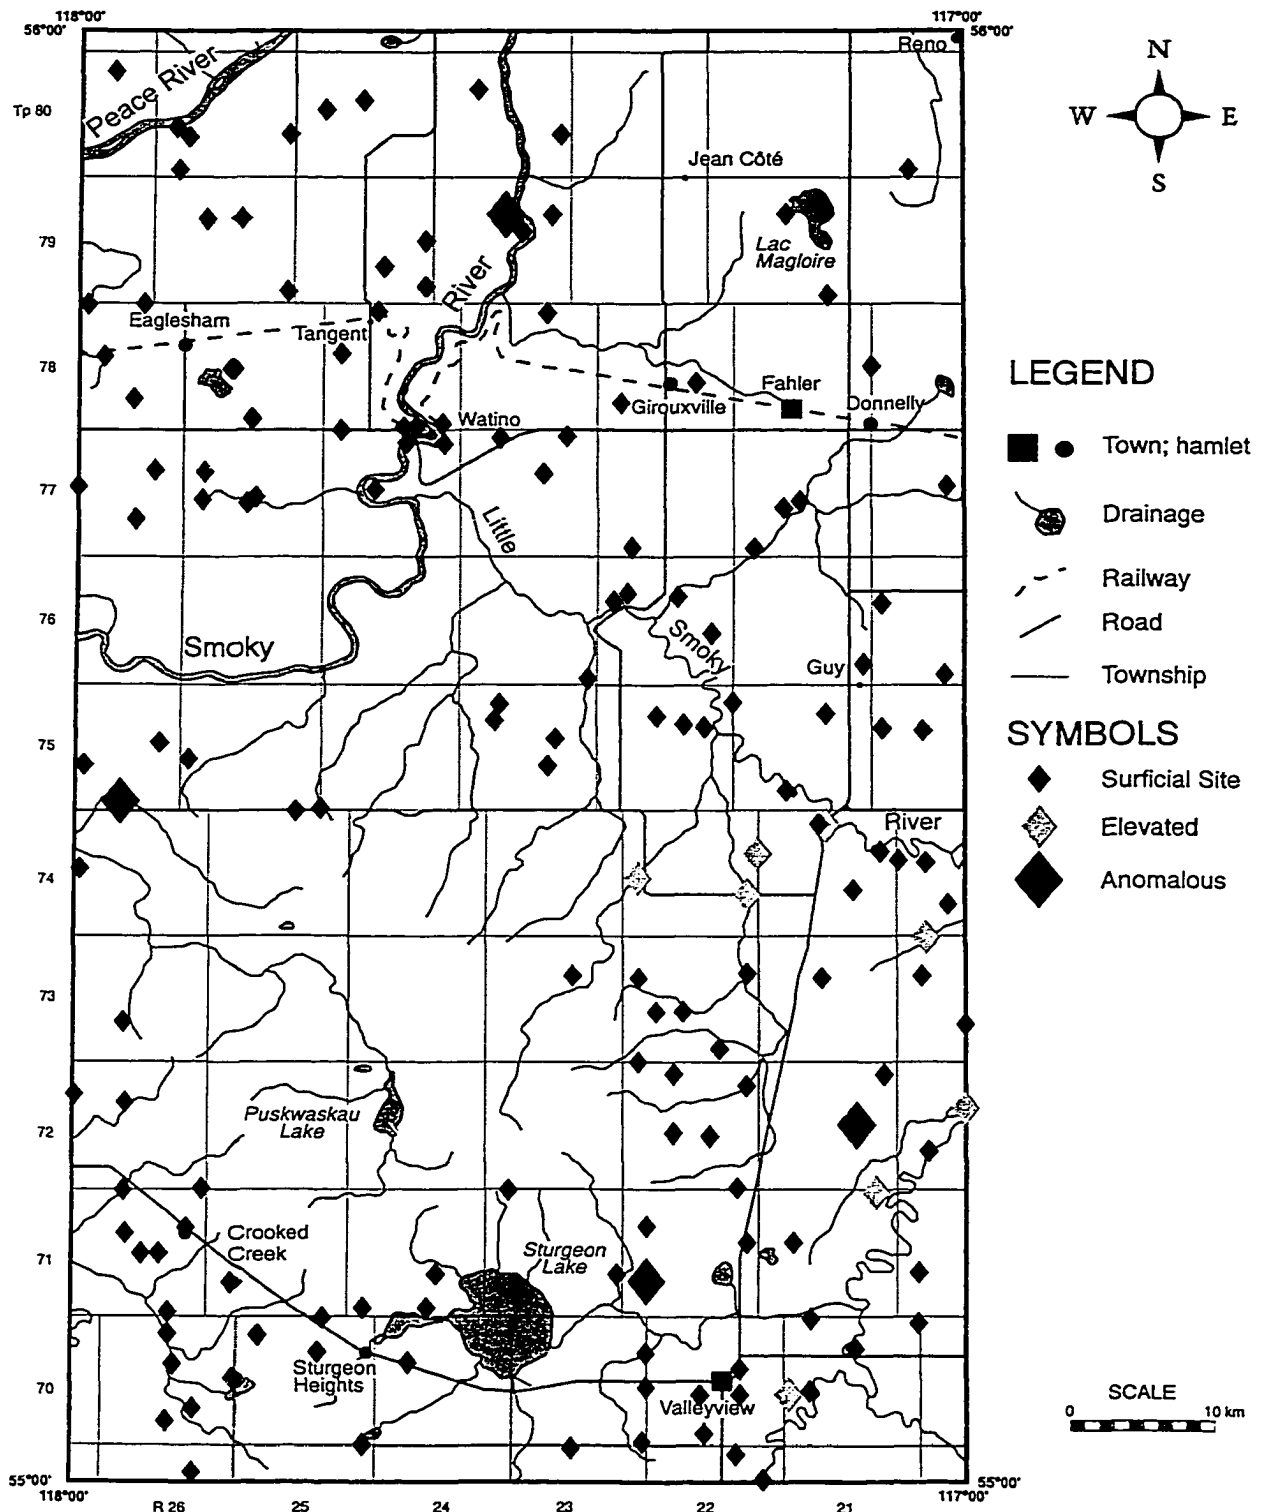 118°00'
117°00'
56°00'
56°00'
Reno
N
Peace River
Tp 80
W
E
Jean Côté
S
79
Lac
Magloire
River
Eaglesham
Tangent
78
LEGEND
Fahler
Girouxville
Donnelly
Watino
Town; hamlet
77
Little
Drainage
Railway
76
Smoky
Smoky
Road
Guy
Township
75
SYMBOLS
Surficial Site
River
Elevated
74
Anomalous
73
Puskwaskau
Lake
72
Crooked
Creek
71
Sturgeon
Lake
Sturgeon
Heights
70
Valleyview
SCALE
0
10 km
55°00'
55°00'
118°00'
117°00'
R 26
25
24
23
22
21